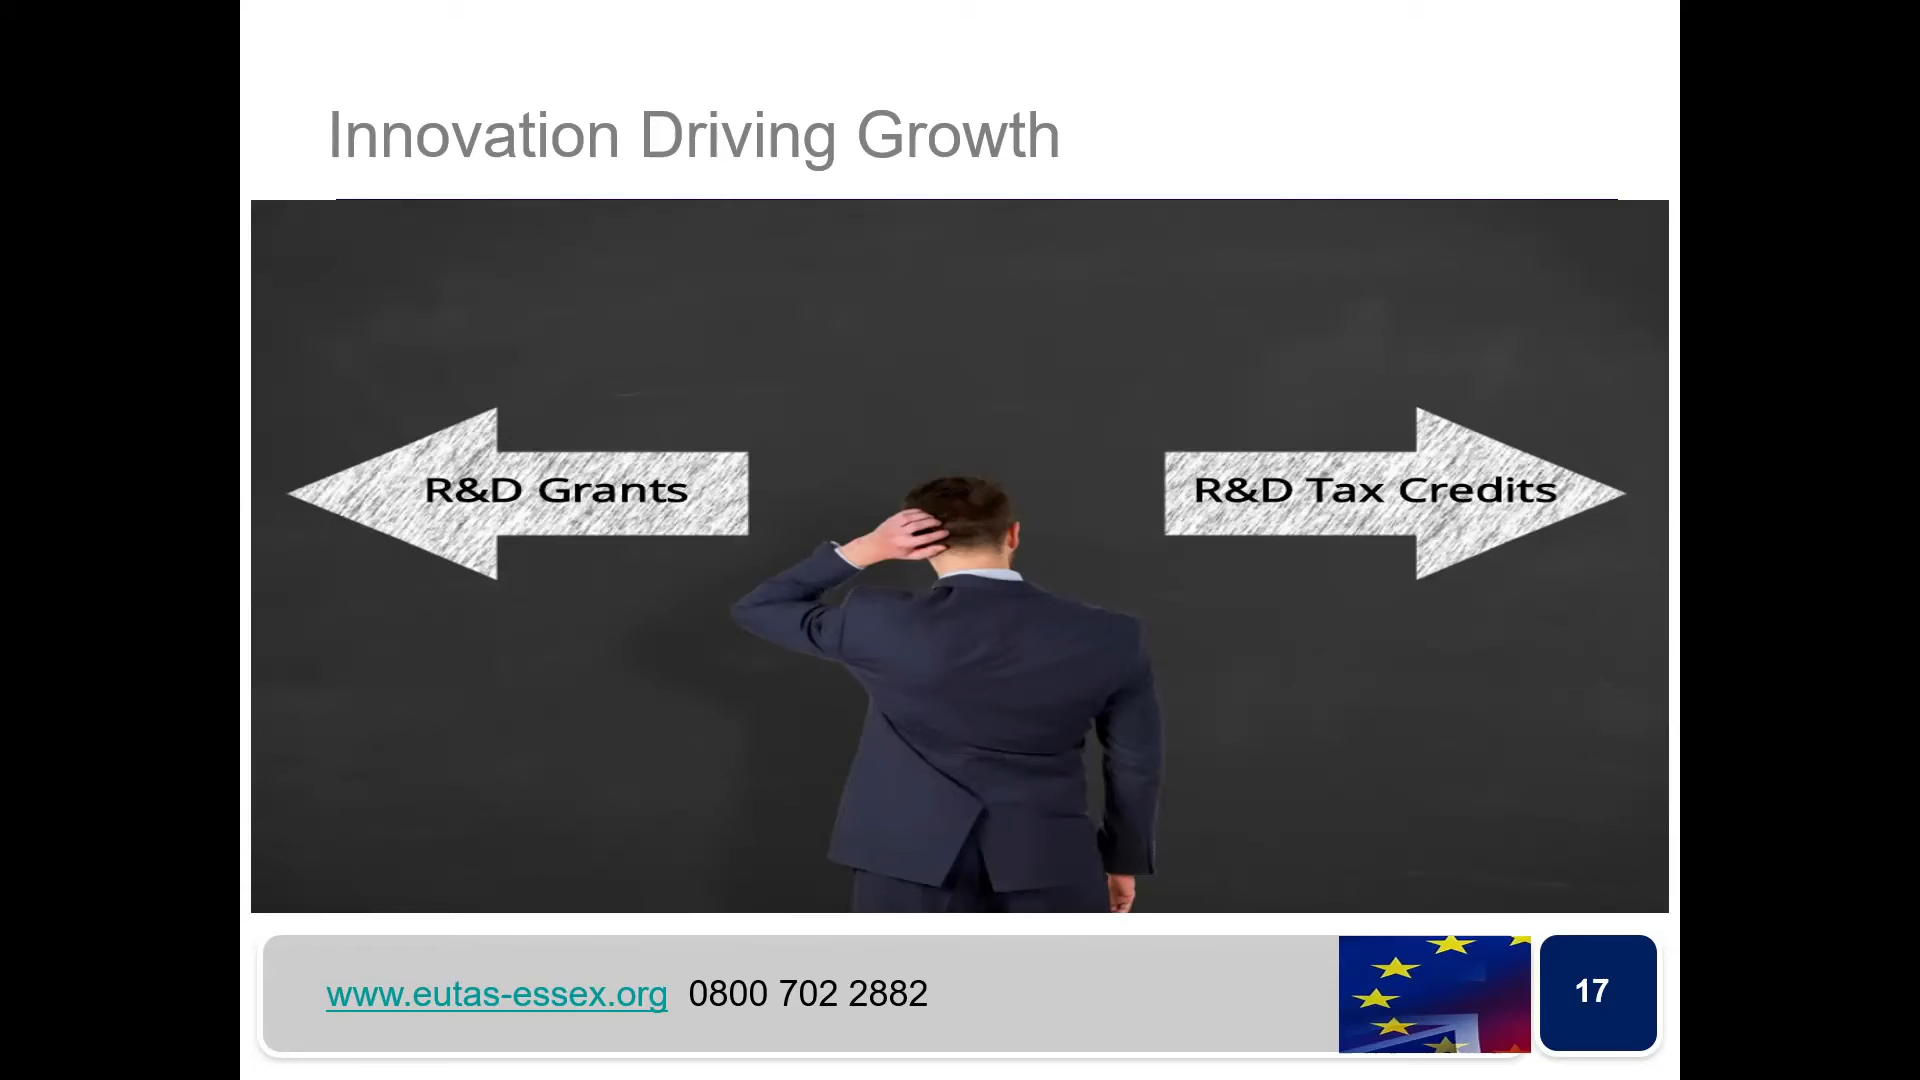 Innovation Driving Growth
R&D Grants
R&D Tax Credits
www.eutas-essex.org 0800 702 2882
17